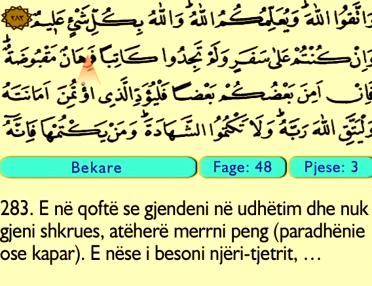 وَاتَّقُوا اللّٰهَ وَيُعَلِّمُكُمُ اللّٰهُ وَاللّٰهُ بِكُلِّ شَيْءٍ عَلِيمٌ ٢٨٢
وَاِنْ كُنْتُمْ عَلٰى سَفَرٍ وَلَمْ تَجِدُوا كَاتِبًا فَرِهَانٌ مَقْبُوضَةٌ
فَاِنْ اَمِنَ بَعْضُكُمْ بَعْضًا فَلْيُؤَدِّ الَّذِي اؤْتُمِنَ اَمَانَتَهُ
وَلْيَتَّقِ اللّٰهَ رَبَّهُ وَلَا تَكْتُمُوا الشَّهَادَةَ وَمَنْ يَكْتُمْهَا فَاِنَّهُ
Bekare Fage: 48 Pjese: 3
283. E në qoftë se gjendeni në udhëtim dhe nuk
gjeni shkrues, atëherë merrni peng (paradhënie
ose kapar). E nëse i besoni njëri-tjetrit, …